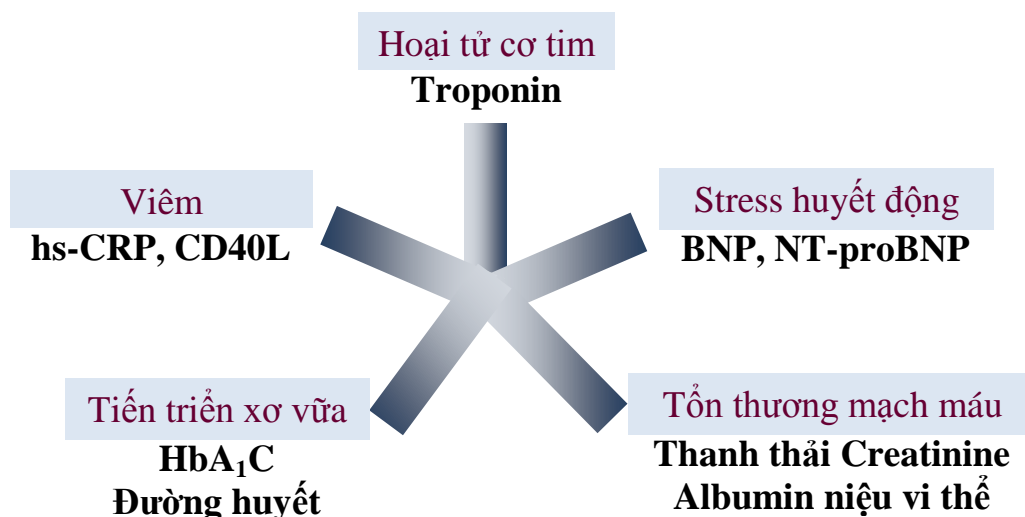 Hoại tử cơ tim
Troponin
Viêm
hs-CRP, CD40L
Stress huyết động
BNP, NT-proBNP
Tiến triển xơ vữa
HbA₁C
Đường huyết
Tổn thương mạch máu
Thanh thải Creatinine
Albumin niệu vi thể